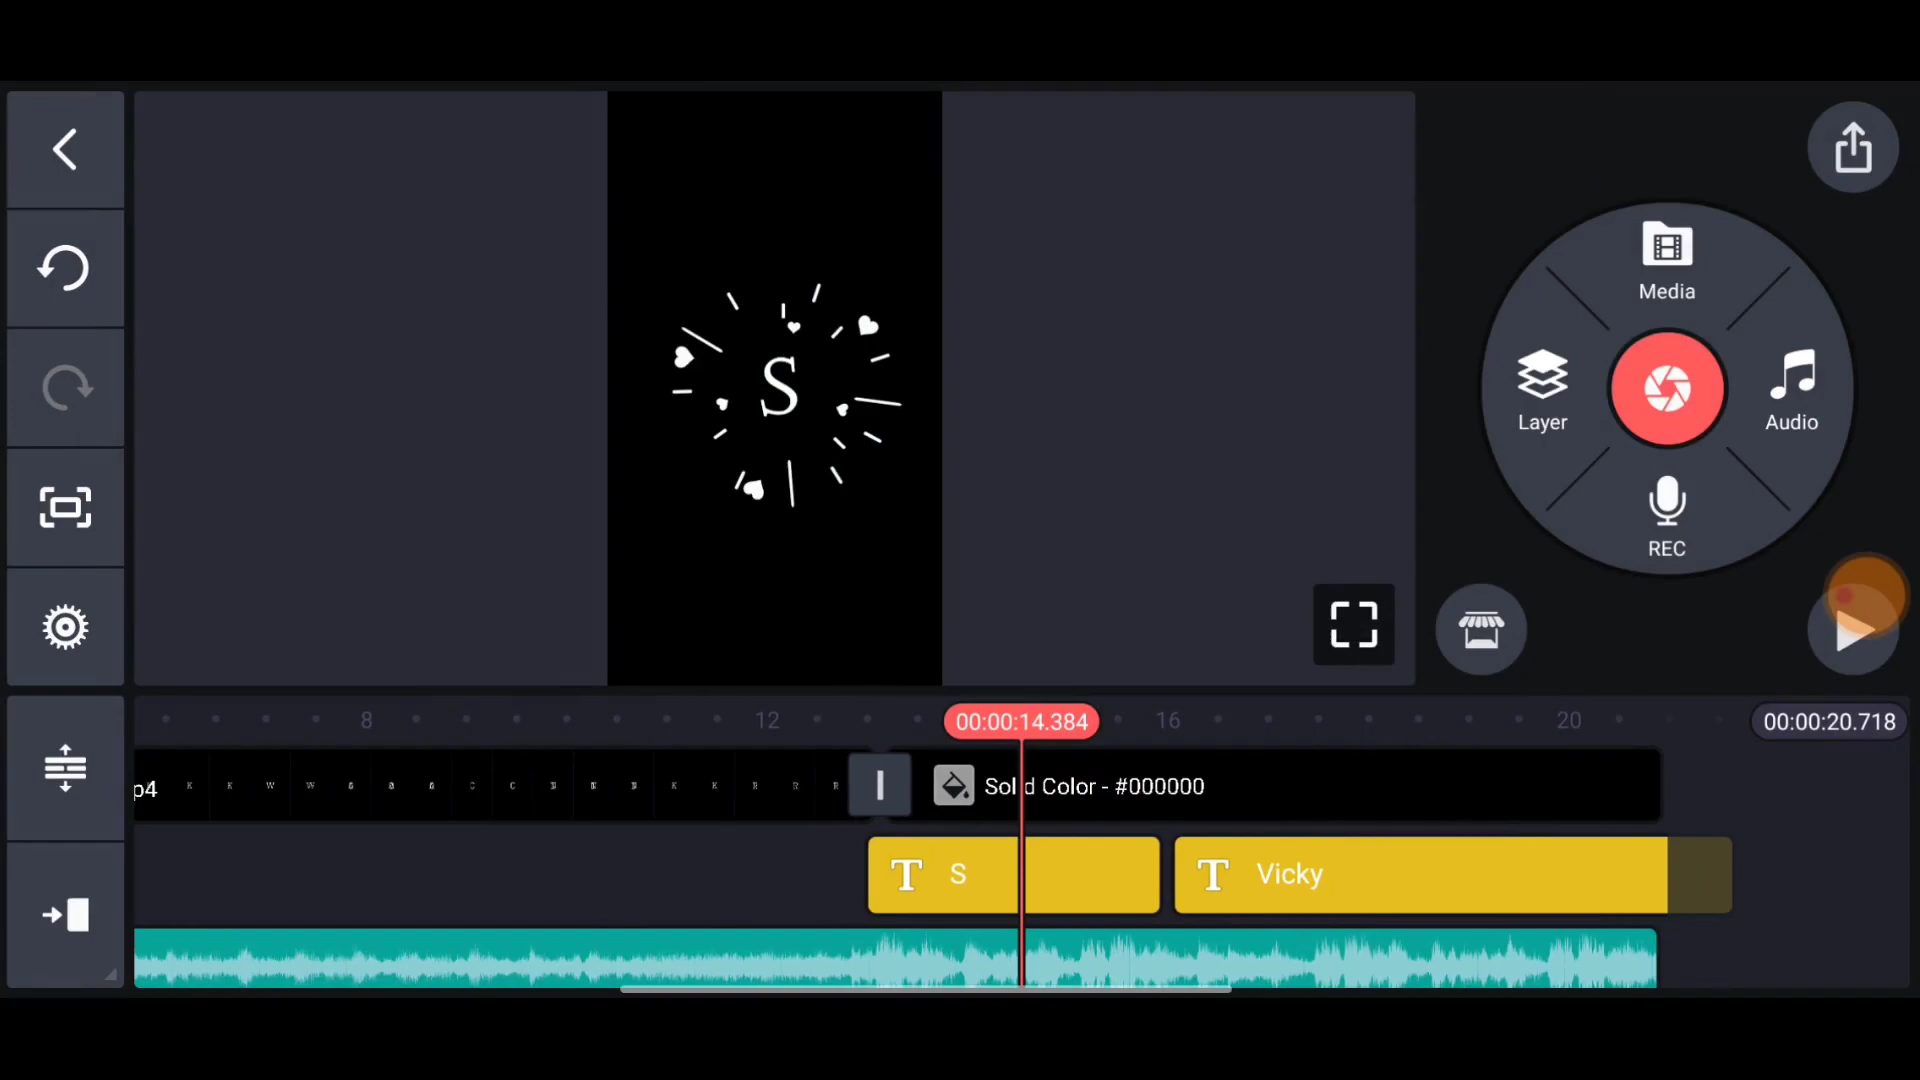 Media
Layer
Audio
REC
S
8
12
00:00:14.384
16
20
00:00:20.718
p4
K K W W
K K R R R
Solid Color - #000000
T S
T Vicky